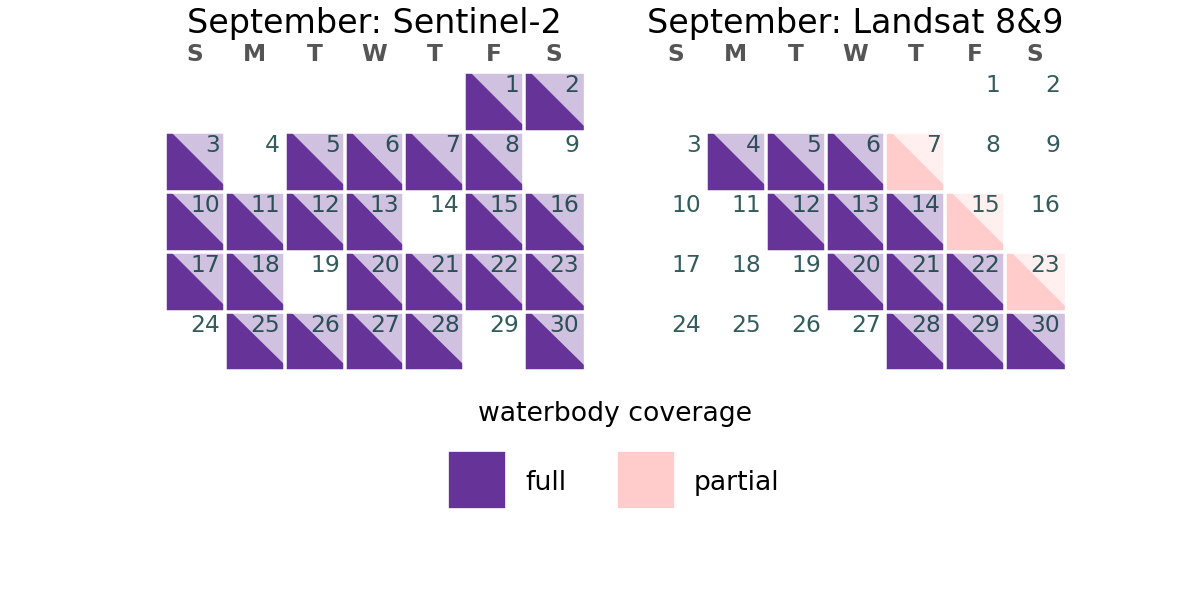 September: Sentinel-2
S M T W T F S
1 2
3 4 5 6 7 8 9
10 11 12 13 14 15 16
17 18 19 20 21 22 23
24 25 26 27 28 29 30
September: Landsat 8&9
S M T W T F S
1 2
3 4 5 6 7 8 9
10 11 12 13 14 15 16
17 18 19 20 21 22 23
24 25 26 27 28 29 30
waterbody coverage
full
partial